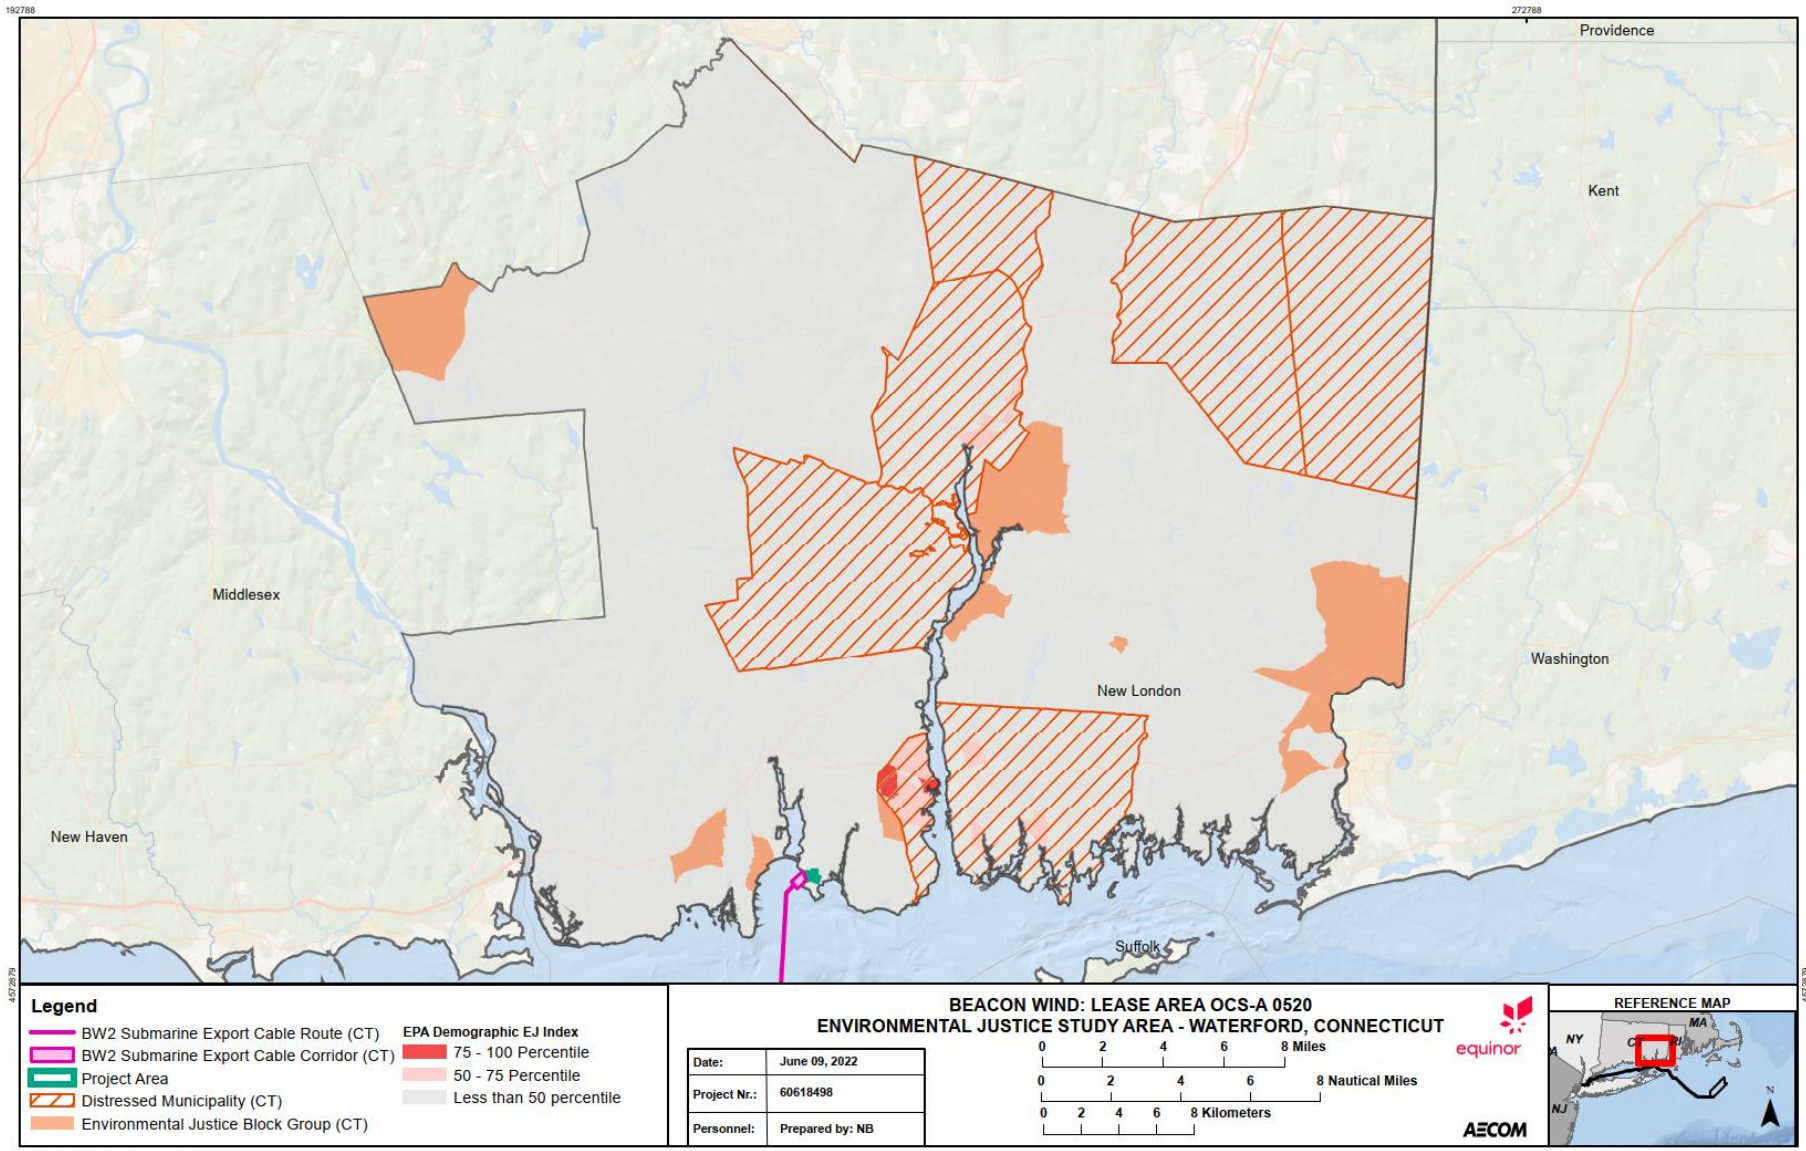 192788
272788
Providence
Kent
Middlesex
Washington
New London
New Haven
Suffolk
4572879
4572879
Legend
BW2 Submarine Export Cable Route (CT)
BW2 Submarine Export Cable Corridor (CT)
Project Area
Distressed Municipality (CT)
Environmental Justice Block Group (CT)
EPA Demographic EJ Index
75 - 100 Percentile
50 - 75 Percentile
Less than 50 percentile
BEACON WIND: LEASE AREA OCS-A 0520
ENVIRONMENTAL JUSTICE STUDY AREA - WATERFORD, CONNECTICUT
Date: June 09, 2022
Project Nr.: 60618498
Personnel: Prepared by: NB
0 2 4 6 8 Miles
0 2 4 6 8 Nautical Miles
0 2 4 6 8 Kilometers
equinor
AECOM
REFERENCE MAP
MA
NY
CT
RI
NJ
N